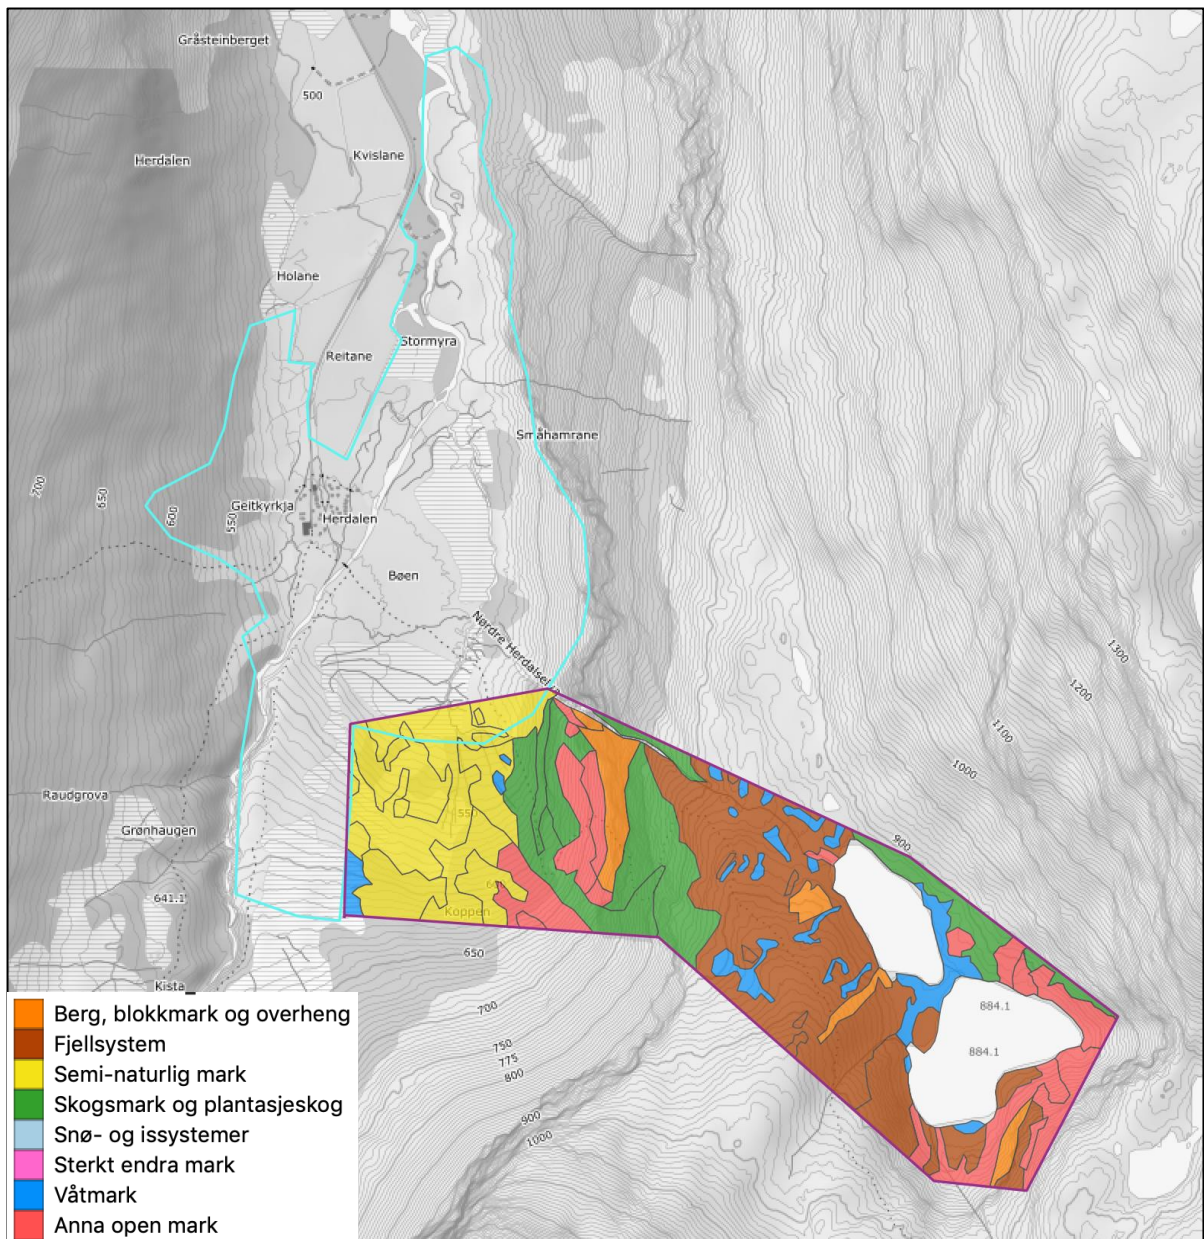 Gråsteinberget
500
Kvislane
Herdalen
Holane
Stormyra
Reitane
Småhamrane
700
650
600
550
Geitkyrkja
Herdalen
Bøen
Nørdre Herdalselva
1300
1200
1100
1000
900
Raudgrova
Grønhaugen
641.1
550
Koppen
650
Kista
700
750
775
800
900
1000
884.1
884.1
Berg, blokkmark og overheng
Fjellsystem
Semi-naturlig mark
Skogsmark og plantasjeskog
Snø- og issystemer
Sterkt endra mark
Våtmark
Anna open mark